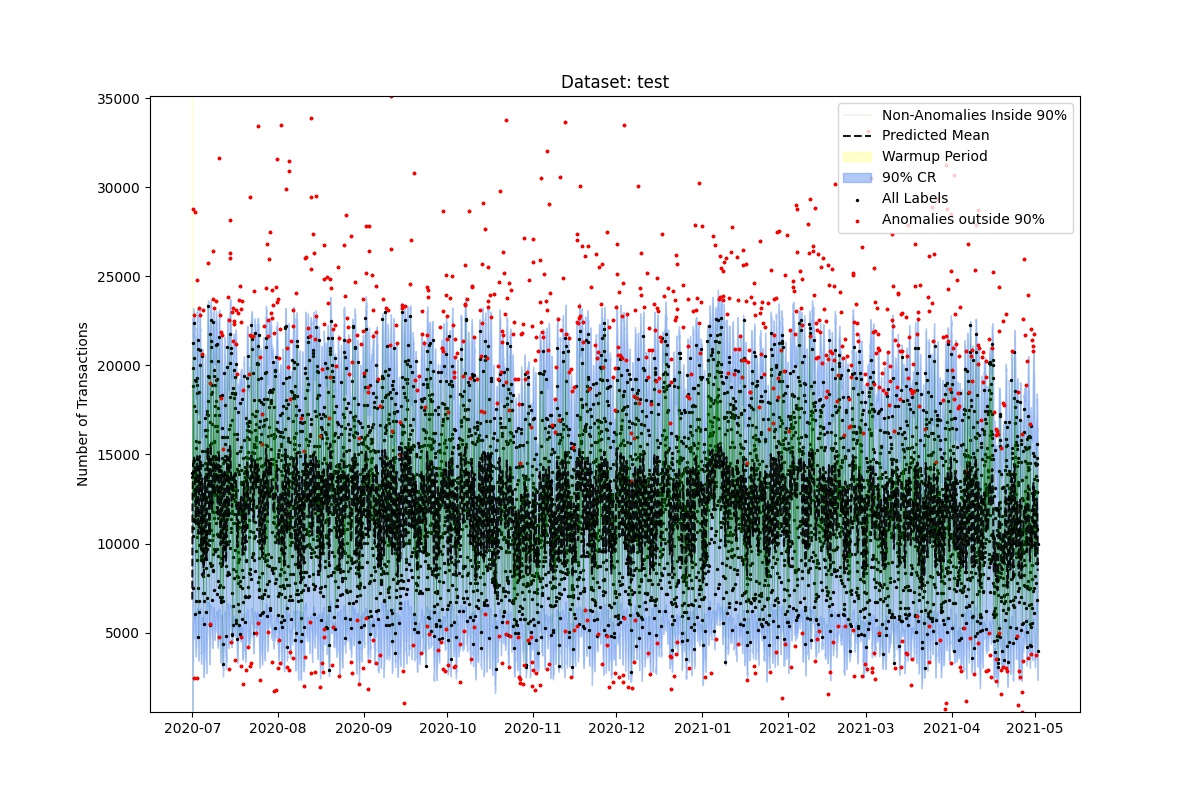 Dataset: test
Number of Transactions
35000
30000
25000
20000
15000
10000
5000
2020-07 2020-08 2020-09 2020-10 2020-11 2020-12 2021-01 2021-02 2021-03 2021-04 2021-05
Non-Anomalies Inside 90%
Predicted Mean
Warmup Period
90% CR
All Labels
Anomalies outside 90%